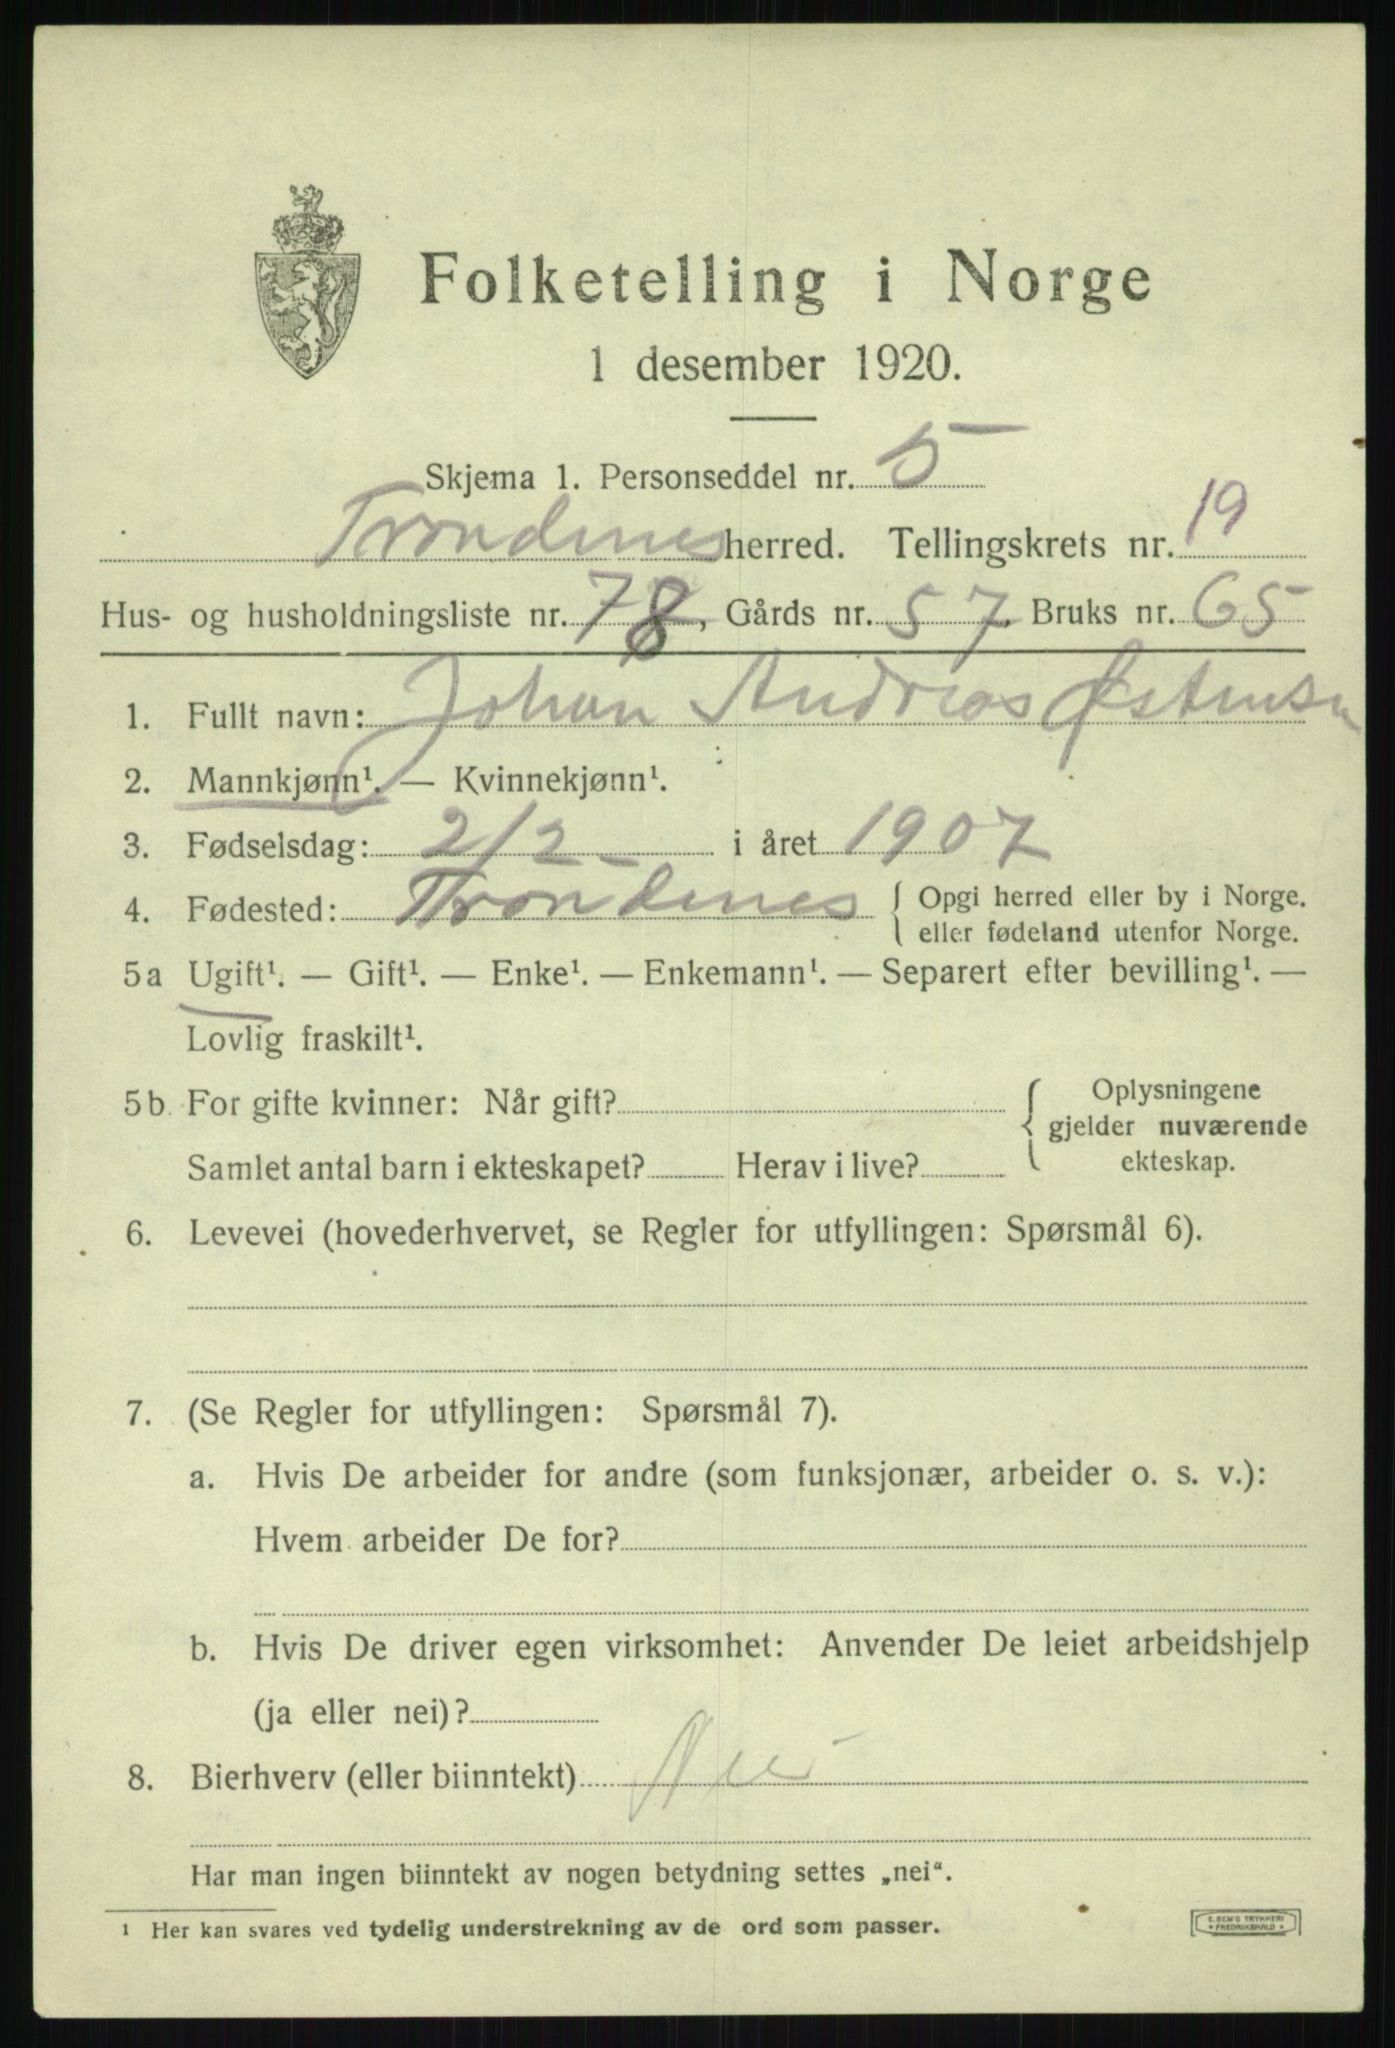 Folketelling i Norge
1 desember 1920.
Skjema 1. Personseddel nr. 5
Trondenes herred. Tellingskrets nr. 19
Hus- og husholdningsliste nr. 78, Gårds nr. 57, Bruks nr. 65
1. Fullt navn: Johan Andreas Østensen
2. Mannkjønn¹. — Kvinnekjønn¹.
3. Fødselsdag: 2/2 i året 1907
4. Fødested: Trondenes { Opgi herred eller by i Norge.
eller fødeland utenfor Norge.
5a Ugift¹. — Gift¹. — Enke¹. — Enkemann¹. — Separert efter bevilling¹. —
Lovlig fraskilt¹.
5b. For gifte kvinner: Når gift? { Oplysningene
gjelder nuværende
Samlet antal barn i ekteskapet? Herav i live? ekteskap.
6. Levevei (hovederhvervet, se Regler for utfyllingen: Spørsmål 6).
7. (Se Regler for utfyllingen: Spørsmål 7).
a. Hvis De arbeider for andre (som funksjonær, arbeider o. s. v.):
Hvem arbeider De for?
b. Hvis De driver egen virksomhet: Anvender De leiet arbeidshjelp
(ja eller nei)?
8. Bierhverv (eller biinntekt) Nei
Har man ingen biinntekt av nogen betydning settes „nei“.
¹ Her kan svares ved tydelig understrekning av de ord som passer.
E. SEM'S TRYKKERI
FREDRIKSHALD